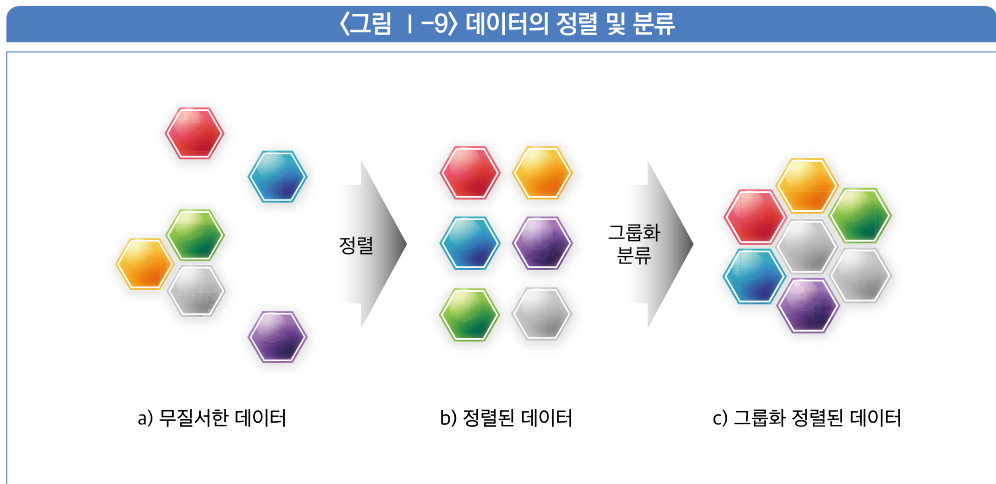 〈그림 Ⅰ-9〉 데이터의 정렬 및 분류
정렬
그룹화
분류
a) 무질서한 데이터
b) 정렬된 데이터
c) 그룹화 정렬된 데이터